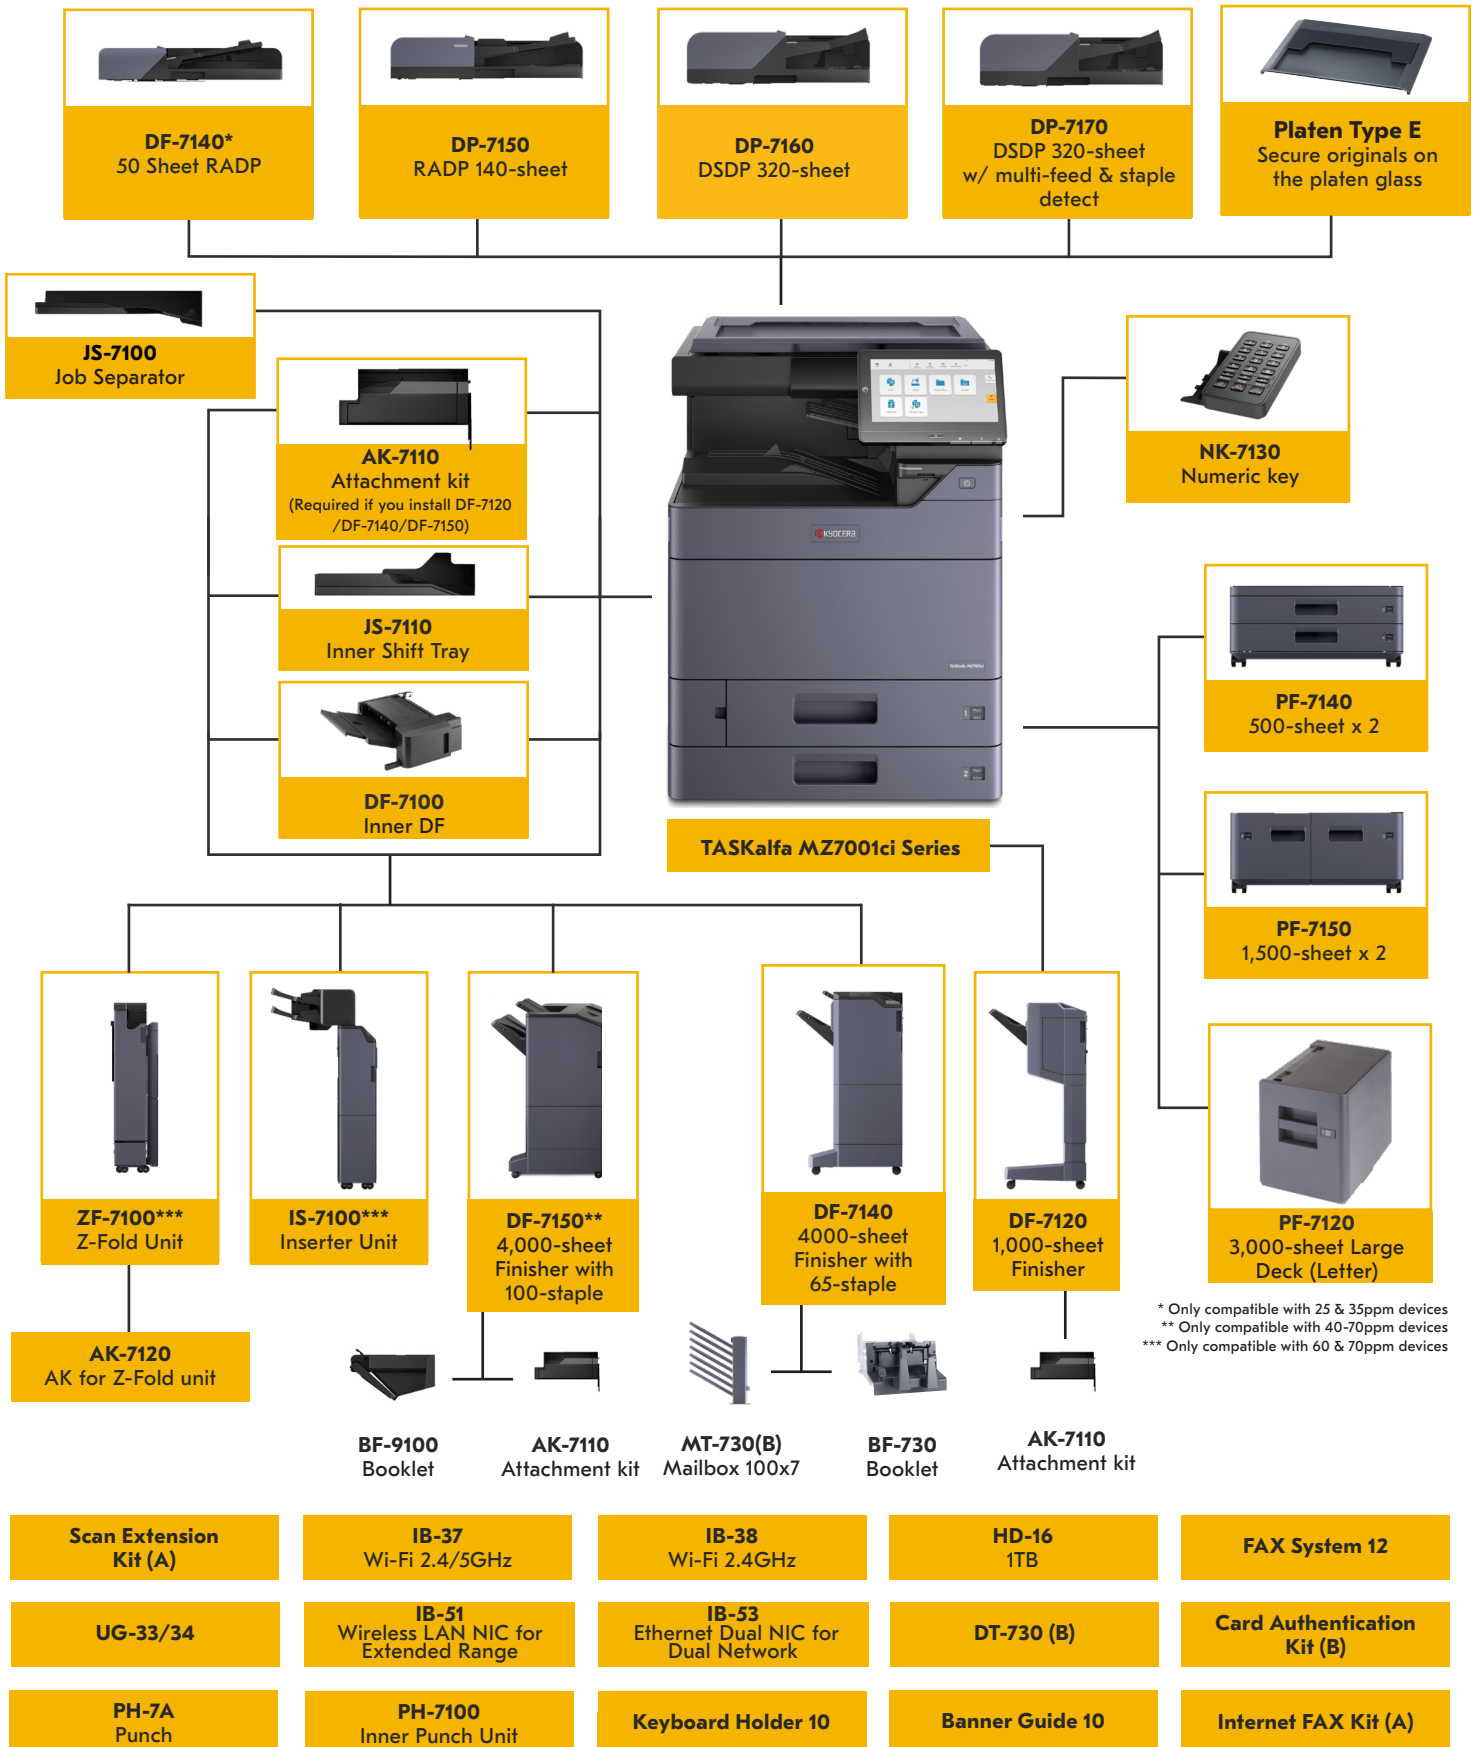 DF-7140*
50 Sheet RADP
DP-7150
RADP 140-sheet
DP-7160
DSDP 320-sheet
DP-7170
DSDP 320-sheet
w/ multi-feed & staple
detect
Platen Type E
Secure originals on
the platen glass
JS-7100
Job Separator
AK-7110
Attachment kit
(Required if you install DF-7120
/DF-7140/DF-7150)
JS-7110
Inner Shift Tray
DF-7100
Inner DF
KYOCERA
1
2
TASKalfa MZ7001ci Series
NK-7130
Numeric key
PF-7140
500-sheet x 2
PF-7150
1,500-sheet x 2
PF-7120
3,000-sheet Large
Deck (Letter)
ZF-7100***
Z-Fold Unit
IS-7100***
Inserter Unit
DF-7150**
4,000-sheet
Finisher with
100-staple
DF-7140
4000-sheet
Finisher with
65-staple
DF-7120
1,000-sheet
Finisher
* Only compatible with 25 & 35ppm devices
** Only compatible with 40-70ppm devices
*** Only compatible with 60 & 70ppm devices
AK-7120
AK for Z-Fold unit
BF-9100
Booklet
AK-7110
Attachment kit
MT-730(B)
Mailbox 100x7
BF-730
Booklet
AK-7110
Attachment kit
Scan Extension
Kit (A)
IB-37
Wi-Fi 2.4/5GHz
IB-38
Wi-Fi 2.4GHz
HD-16
1TB
FAX System 12
UG-33/34
IB-51
Wireless LAN NIC for
Extended Range
IB-53
Ethernet Dual NIC for
Dual Network
DT-730 (B)
Card Authentication
Kit (B)
PH-7A
Punch
PH-7100
Inner Punch Unit
Keyboard Holder 10
Banner Guide 10
Internet FAX Kit (A)